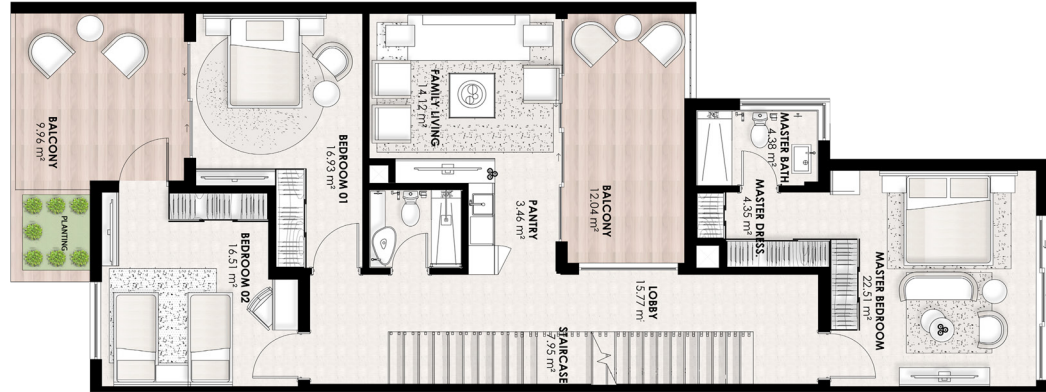 BALCONY
9.96 m²
PLANTING
BEDROOM 01
16.93 m²
BEDROOM 02
16.51 m²
FAMILY LIVING
14.12 m²
PANTRY
3.46 m²
BALCONY
12.04 m²
LOBBY
15.77 m²
STAIRCASE
7.95 m²
MASTER BATH
4.38 m²
MASTER DRESS.
4.35 m²
MASTER BEDROOM
22.51 m²